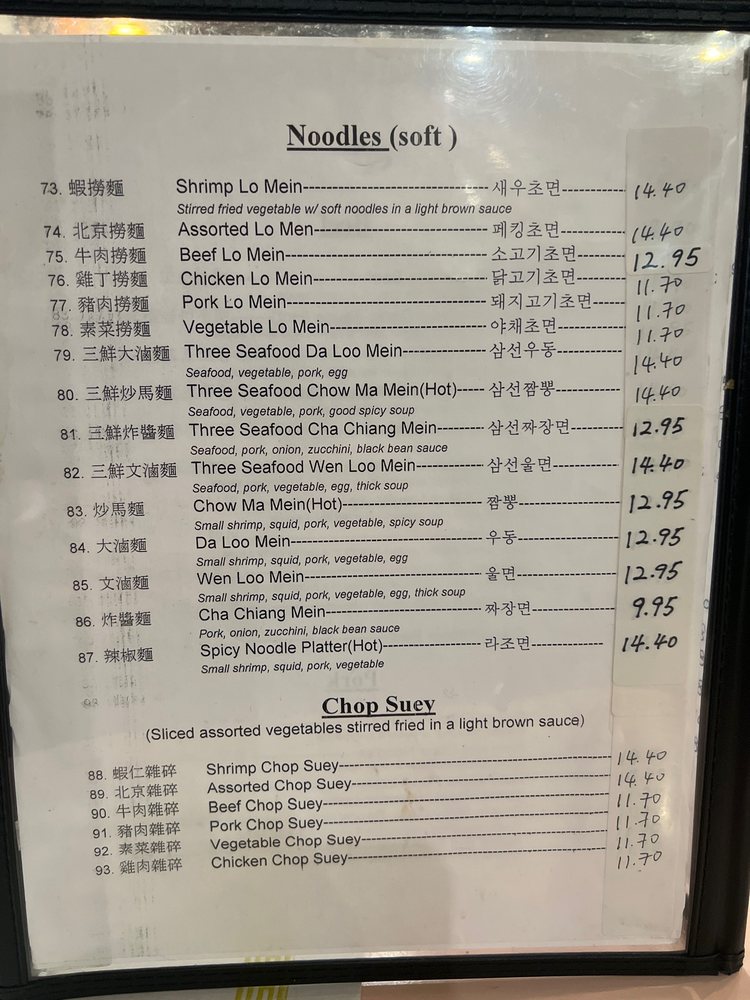 Noodles (soft )
73. 蝦撈麵 Shrimp Lo Mein------------------------------- 새우초면----------- 14.40
Stirred fried vegetable w/ soft noodles in a light brown sauce
74. 北京撈麵 Assorted Lo Men------------------------------ 페킹초면----------- 14.40
75. 牛肉撈麵 Beef Lo Mein---------------------------------- 소고기초면-------- 12.95
76. 雞丁撈麵 Chicken Lo Mein----------------------------- 닭고기초면-------- 11.70
77. 豬肉撈麵 Pork Lo Mein---------------------------------- 돼지고기초면----- 11.70
78. 素菜撈麵 Vegetable Lo Mein-------------------------- 야채초면----------- 11.70
79. 三鮮大滷麵 Three Seafood Da Loo Mein-------------- 삼선우동----------- 14.40
Seafood, vegetable, pork, egg
80. 三鮮炒馬麵 Three Seafood Chow Ma Mein(Hot)----- 삼선짬뽕----------- 14.40
Seafood, vegetable, pork, good spicy soup
81. 三鮮炸醬麵 Three Seafood Cha Chiang Mein-------- 삼선짜장면-------- 12.95
Seafood, pork, onion, zucchini, black bean sauce
82. 三鮮文滷麵 Three Seafood Wen Loo Mein------------ 삼선울면----------- 14.40
Seafood, pork, vegetable, egg, thick soup
83. 炒馬麵 Chow Ma Mein(Hot)------------------------- 짬뽕---------------- 12.95
Small shrimp, squid, pork, vegetable, spicy soup
84. 大滷麵 Da Loo Mein----------------------------------- 우동---------------- 12.95
Small shrimp, squid, pork, vegetable, egg
85. 文滷麵 Wen Loo Mein-------------------------------- 울면---------------- 12.95
Small shrimp, squid, pork, vegetable, egg, thick soup
86. 炸醬麵 Cha Chiang Mein---------------------------- 짜장면-------------- 9.95
Pork, onion, zucchini, black bean sauce
87. 辣椒麵 Spicy Noodle Platter(Hot)------------------ 라조면------------- 14.40
Small shrimp, squid, pork, vegetable
Chop Suey
(Sliced assorted vegetables stirred fried in a light brown sauce)
88. 蝦仁雜碎 Shrimp Chop Suey-------------------------------------------------- 14.40
89. 北京雜碎 Assorted Chop Suey------------------------------------------------ 14.40
90. 牛肉雜碎 Beef Chop Suey---------------------------------------------------- 11.70
91. 豬肉雜碎 Pork Chop Suey---------------------------------------------------- 11.70
92. 素菜雜碎 Vegetable Chop Suey---------------------------------------------- 11.70
93. 雞肉雜碎 Chicken Chop Suey------------------------------------------------ 11.70